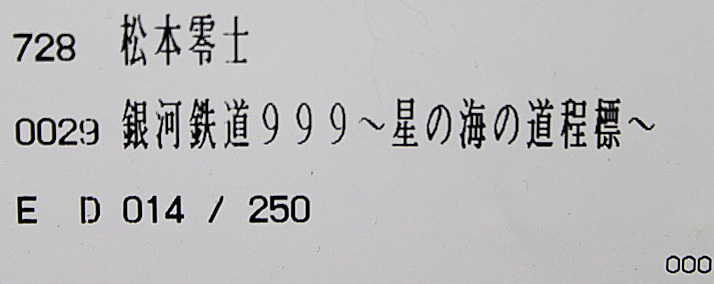 728 松本零士
0029 銀河鉄道９９９～星の海の道程標～
E D 014 / 250
000